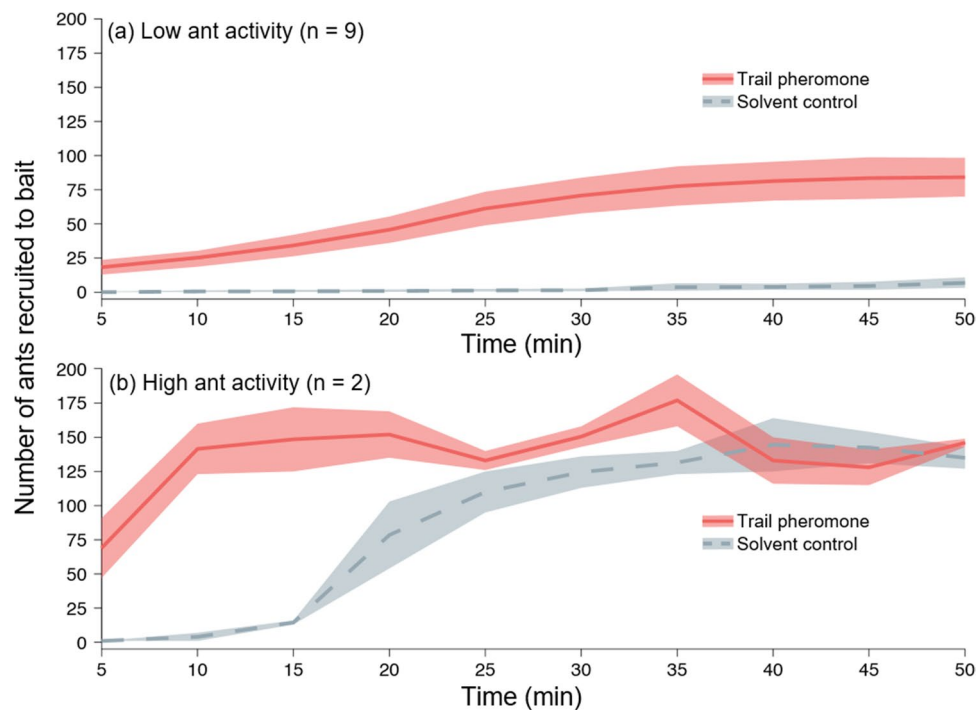 Number of ants recruited to bait
(a) Low ant activity (n = 9)
200
175
150
125
100
75
50
25
0
Trail pheromone
Solvent control
5 10 15 20 25 30 35 40 45 50
Time (min)
(b) High ant activity (n = 2)
200
175
150
125
100
75
50
25
0
Trail pheromone
Solvent control
5 10 15 20 25 30 35 40 45 50
Time (min)